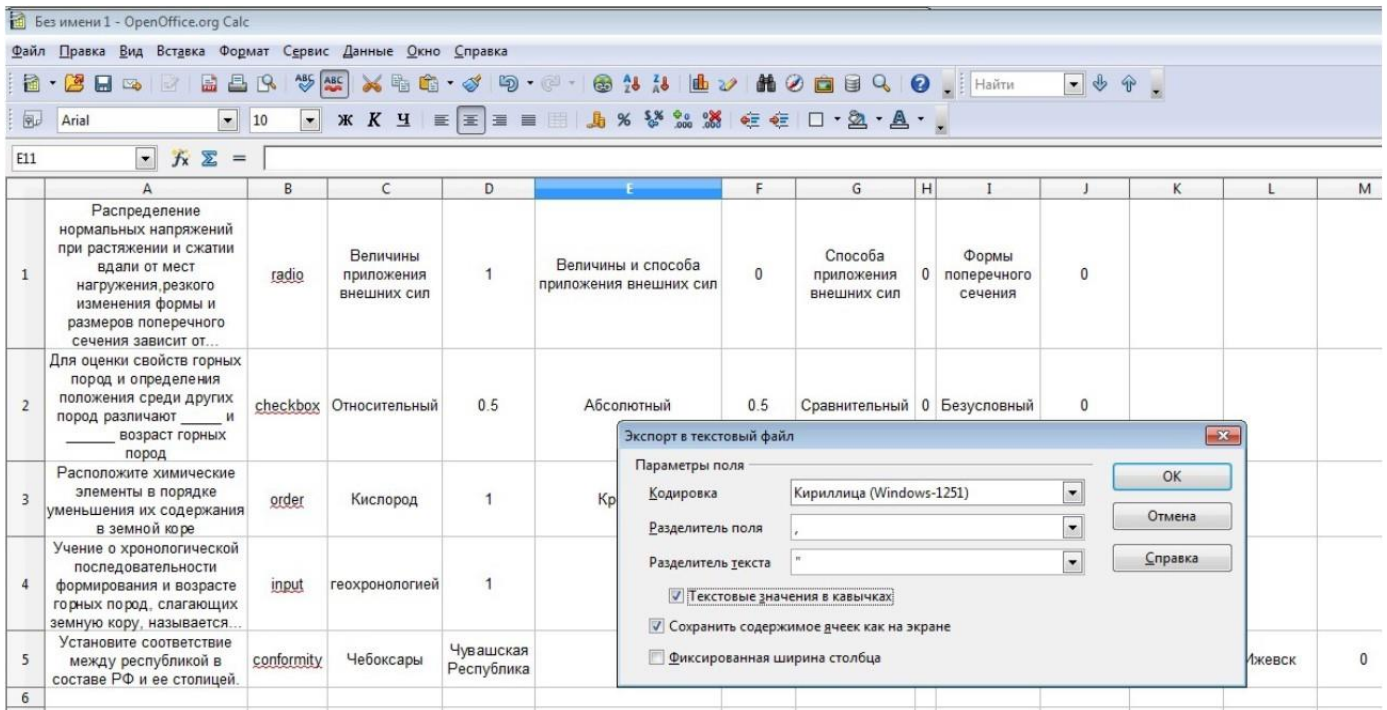 Без имени 1 - OpenOffice.org Calc
Файл Правка Вид Вставка Формат Сервис Данные Окно Справка
ABC ABC Найти
Arial 10 Ж К Ч
E11 fx Σ =
A B C D E F G H I J K L M
1
Распределение
нормальных напряжений
при растяжении и сжатии
вдали от мест
нагружения,резкого
изменения формы и
размеров поперечного
сечения зависит от...
radio
Величины
приложения
внешних сил
1
Величины и способа
приложения внешних сил
0
Способа
приложения
внешних сил
0
Формы
поперечного
сечения
0
2
Для оценки свойств горных
пород и определения
положения среди других
пород различают _____ и
______ возраст горных
пород
checkbox
Относительный
0.5
Абсолютный
0.5
Сравнительный
0
Безусловный
0
3
Расположите химические
элементы в порядке
уменьшения их содержания
в земной коре
order
Кислород
1
Кр
4
Учение о хронологической
последовательности
формирования и возрасте
горных пород, слагающих
земную кору, называется...
input
геохронологией
1
5
Установите соответствие
между республикой в
составе РФ и ее столицей.
conformity
Чебоксары
Чувашская
Республика
Ижевск
0
6
Экспорт в текстовый файл
Параметры поля
Кодировка
Кириллица (Windows-1251)
Разделитель поля
,
Разделитель текста
"
Текстовые значения в кавычках
Сохранить содержимое ячеек как на экране
Фиксированная ширина столбца
OK
Отмена
Справка